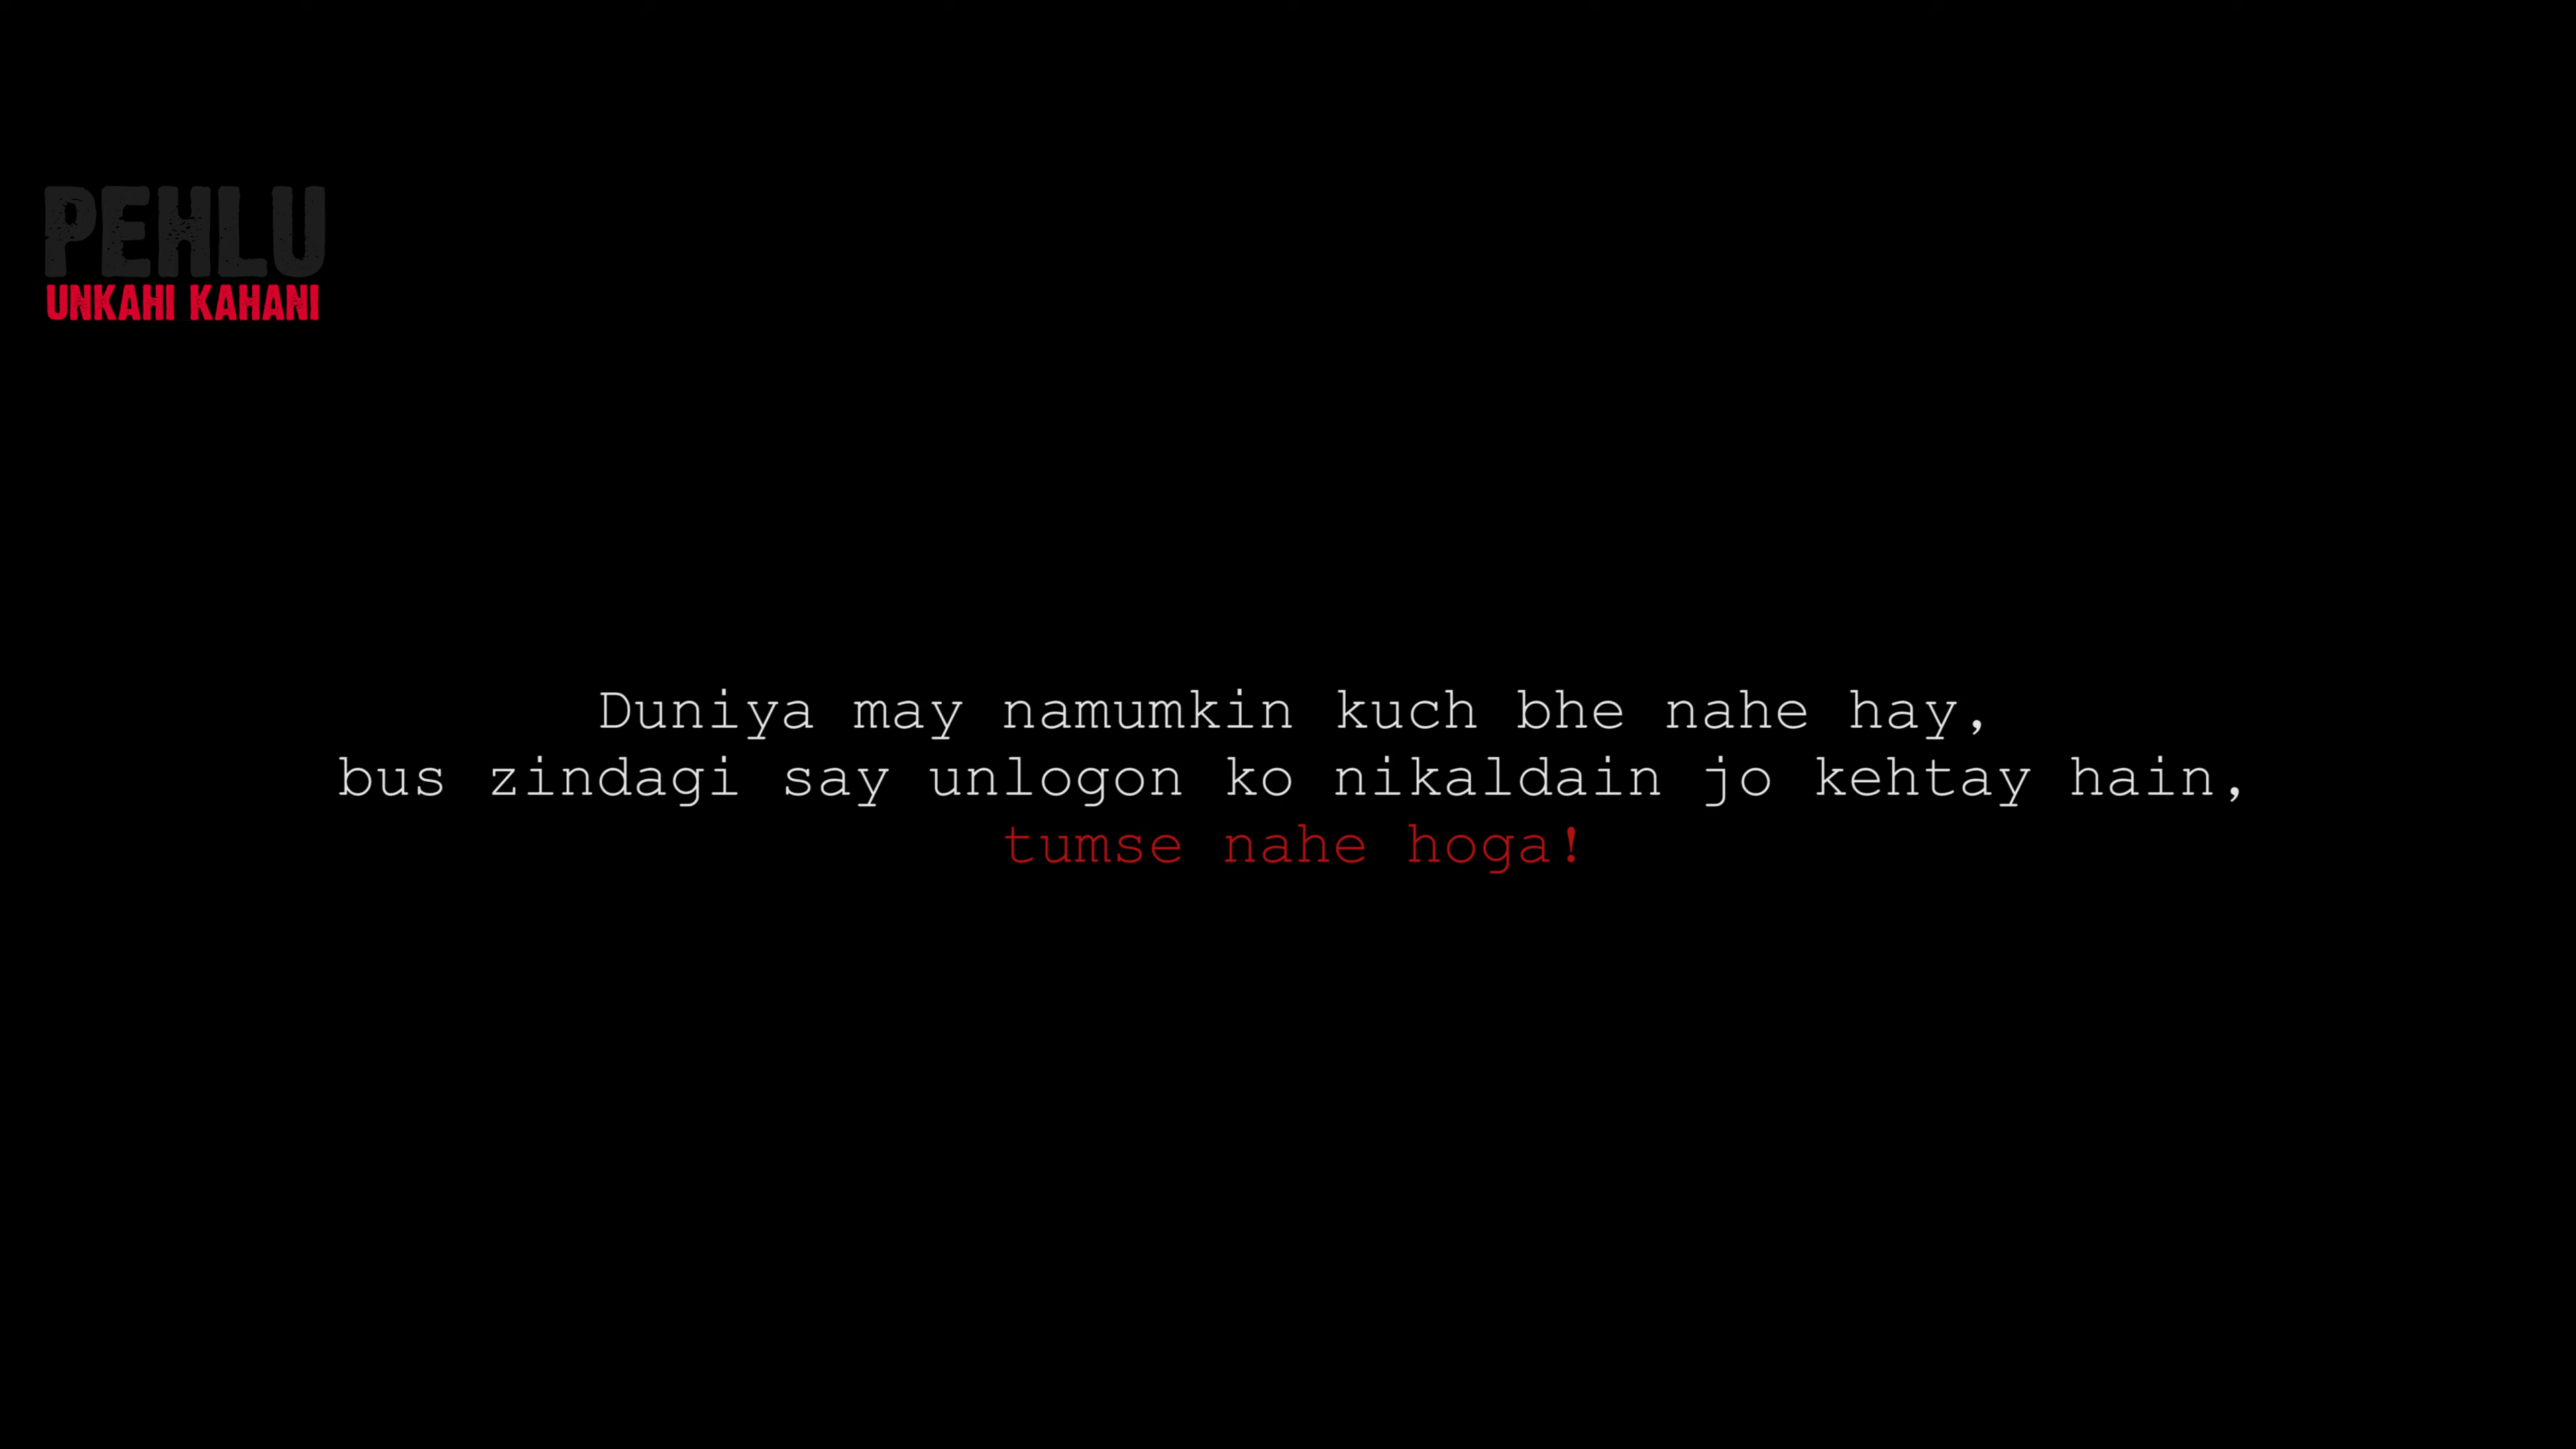 PEHLU
UNKAHI KAHANI
Duniya may namumkin kuch bhe nahe hay,
bus zindagi say unlogon ko nikaldain jo kehtay hain,
tumse nahe hoga!